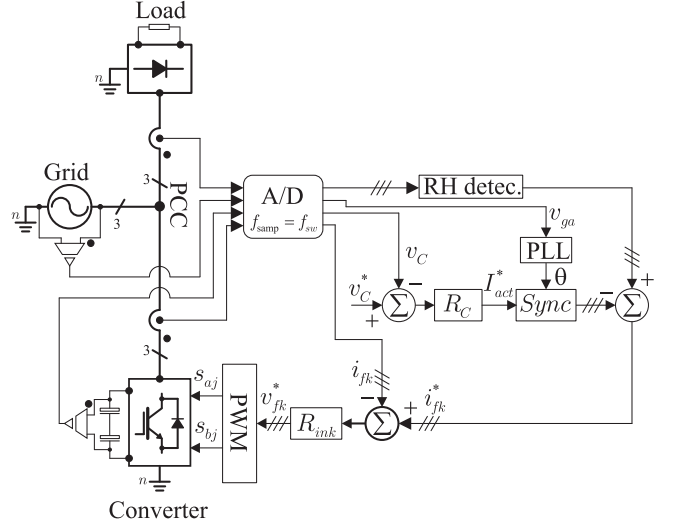 Load
n
3
PCC
Grid
n
3
A/D
f_samp = f_sw
RH detec.
v_ga
PLL
θ
v_C
v_C^*
+
−
Σ
R_C
I_act^*
Sync
−
+
Σ
3
i_fk
−
+
Σ
i_fk^*
R_ink
v_fk^*
PWM
s_aj
s_bj
n
Converter